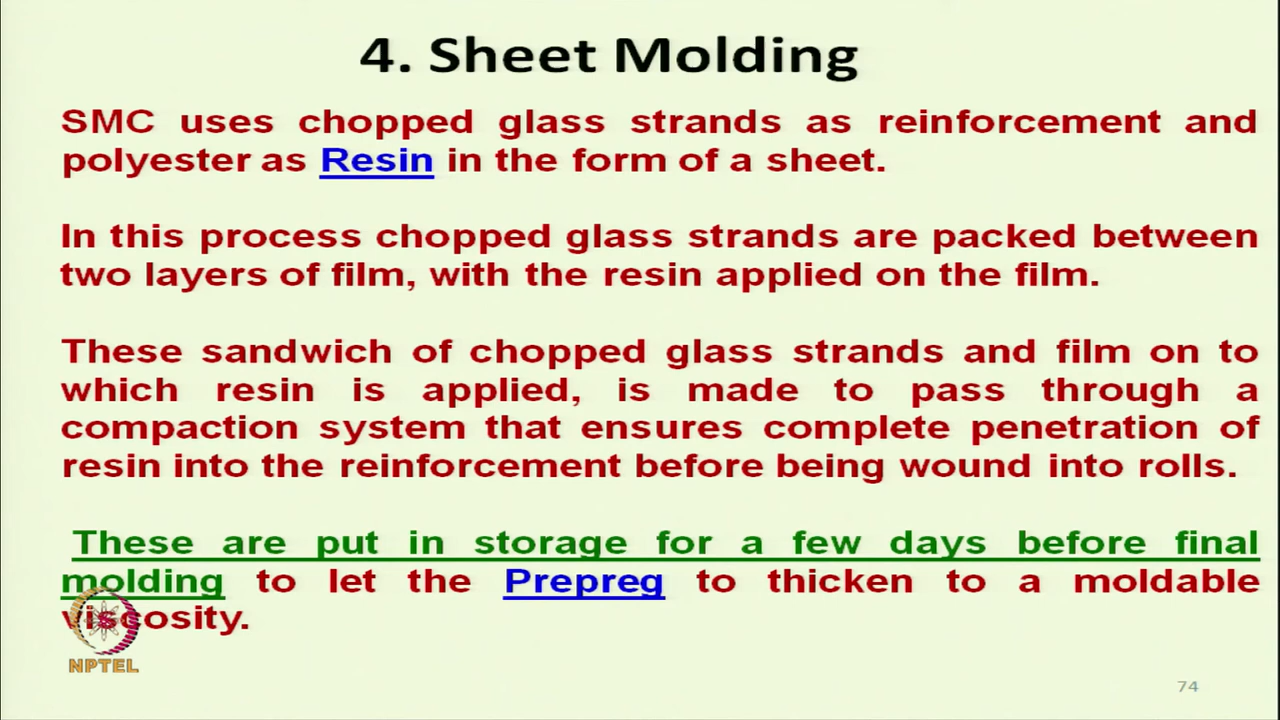 4. Sheet Molding
SMC uses chopped glass strands as reinforcement and
polyester as Resin in the form of a sheet.
In this process chopped glass strands are packed between
two layers of film, with the resin applied on the film.
These sandwich of chopped glass strands and film on to
which resin is applied, is made to pass through a
compaction system that ensures complete penetration of
resin into the reinforcement before being wound into rolls.
These are put in storage for a few days before final
molding to let the Prepreg to thicken to a moldable
viscosity.
NPTEL
74